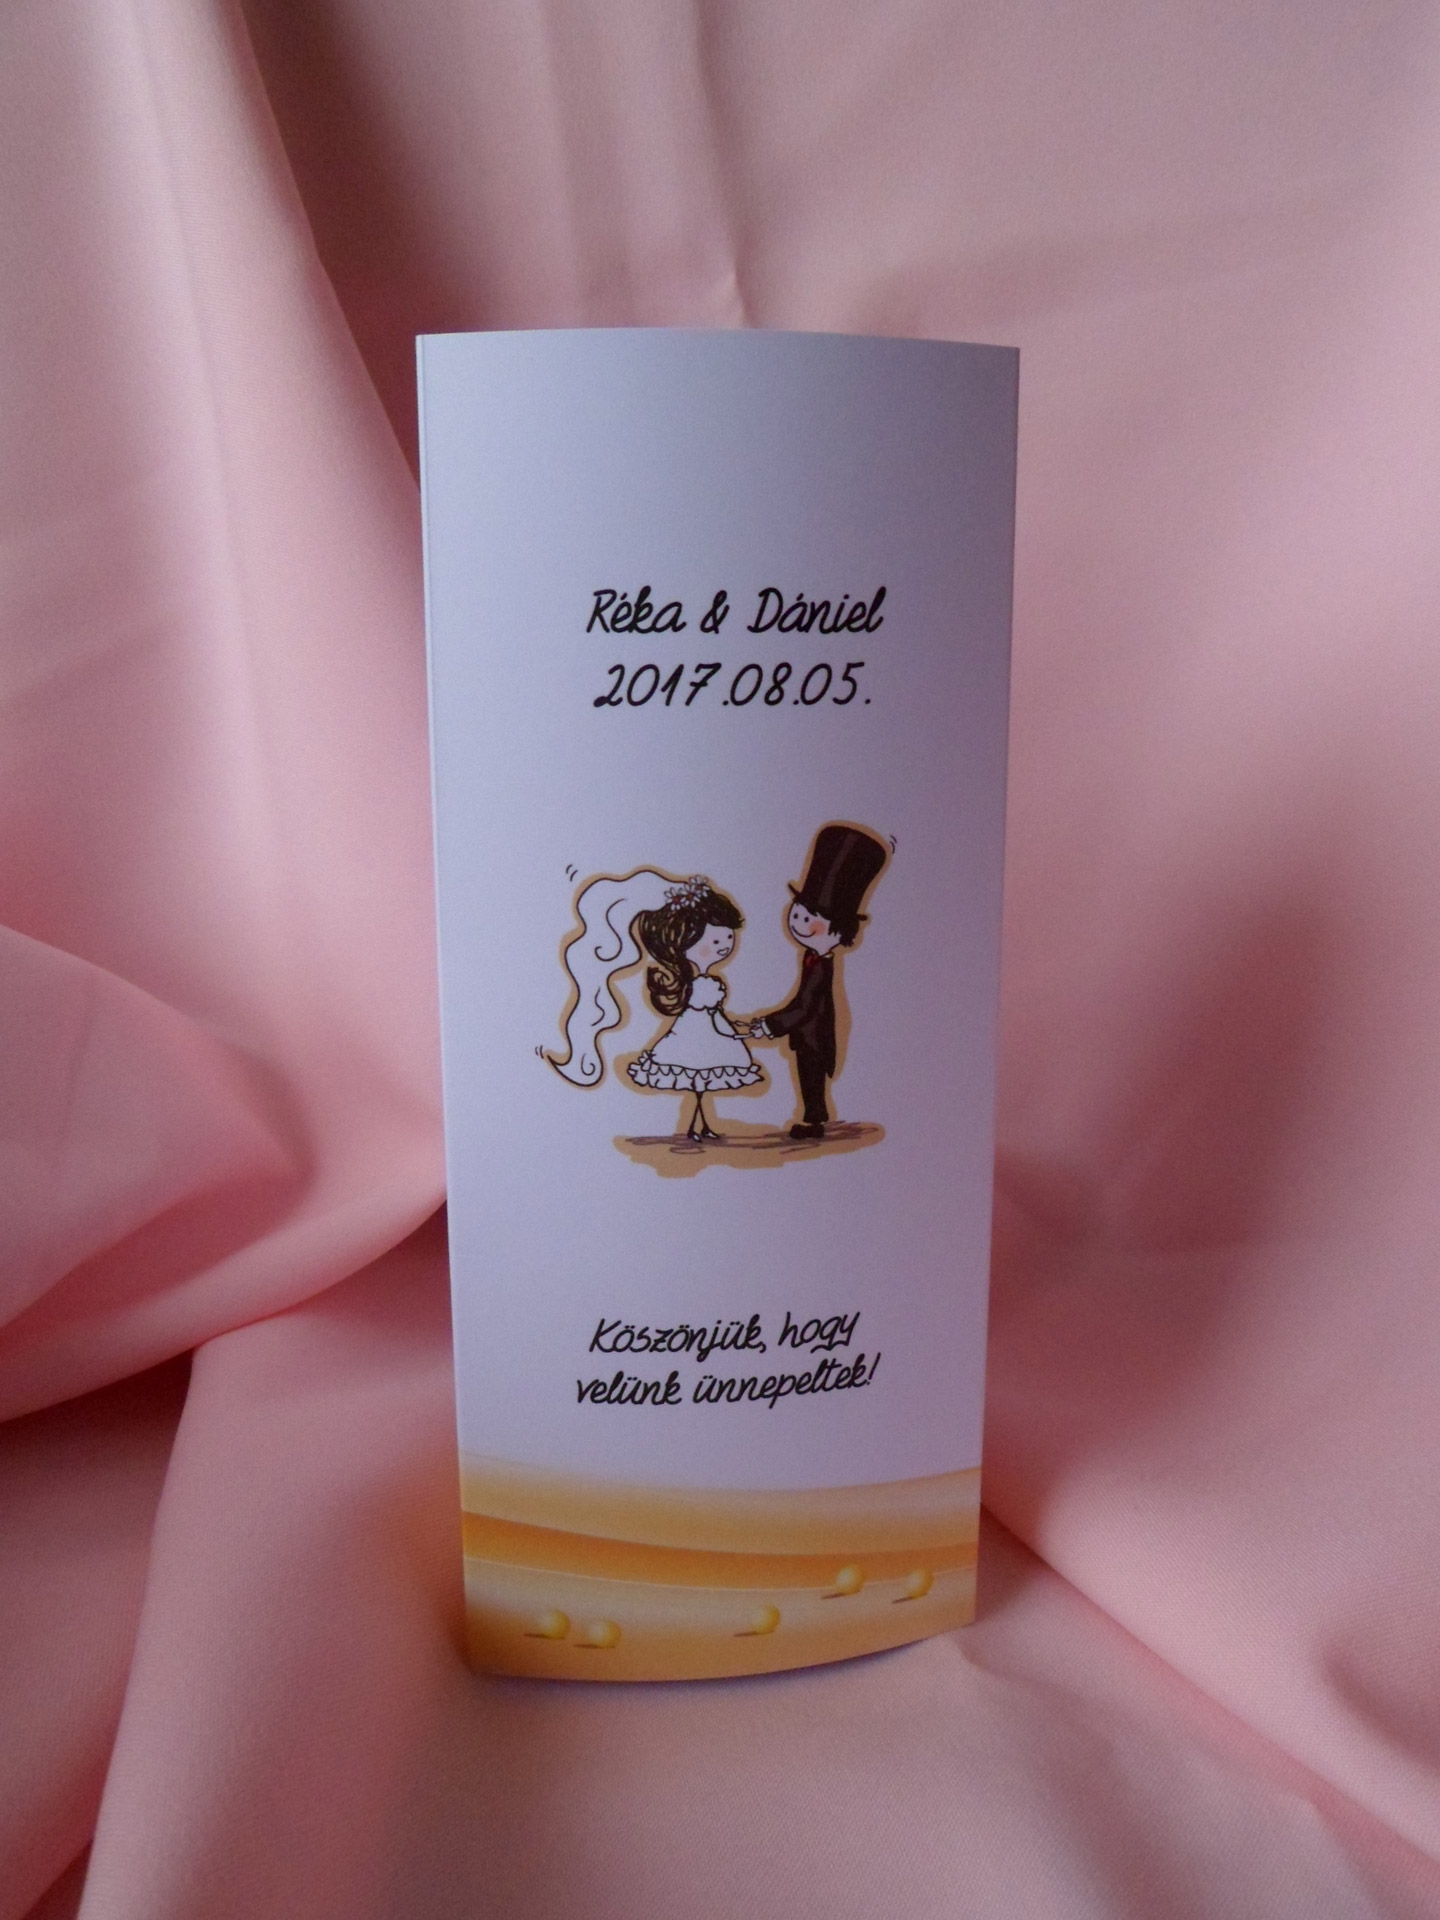 Réka & Dániel
2017.08.05.
Köszönjük, hogy
velünk ünnepeltek!